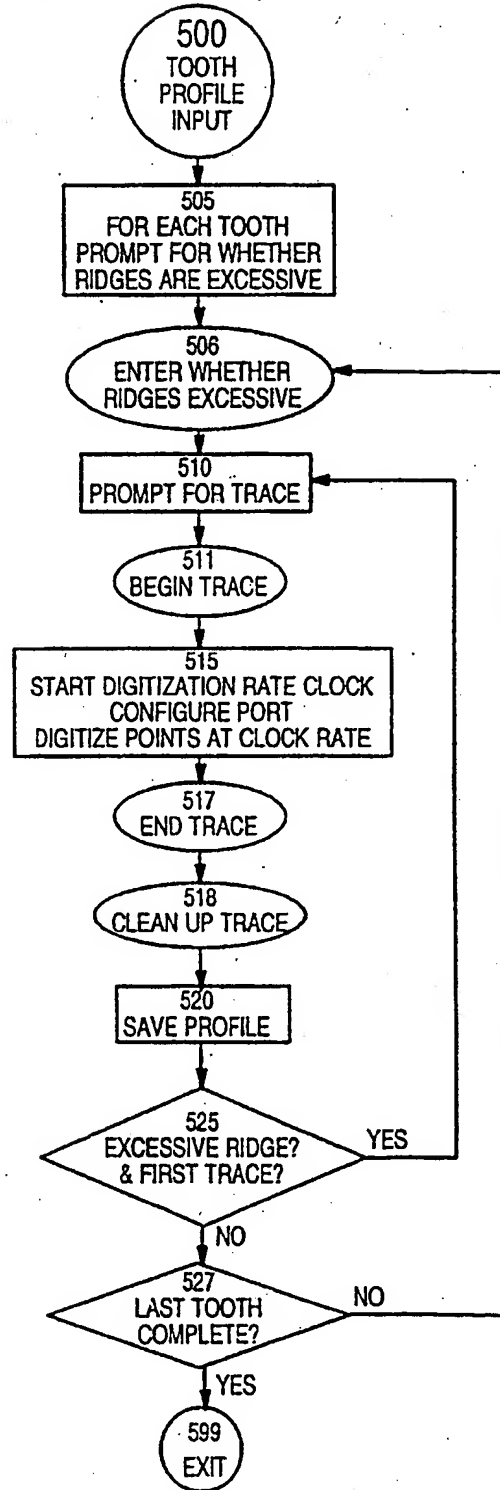 500
TOOTH
PROFILE
INPUT
505
FOR EACH TOOTH
PROMPT FOR WHETHER
RIDGES ARE EXCESSIVE
506
ENTER WHETHER
RIDGES EXCESSIVE
510
PROMPT FOR TRACE
511
BEGIN TRACE
515
START DIGITIZATION RATE CLOCK
CONFIGURE PORT
DIGITIZE POINTS AT CLOCK RATE
517
END TRACE
518
CLEAN UP TRACE
520
SAVE PROFILE
525
EXCESSIVE RIDGE?
& FIRST TRACE?
YES
NO
527
LAST TOOTH
COMPLETE?
NO
YES
599
EXIT